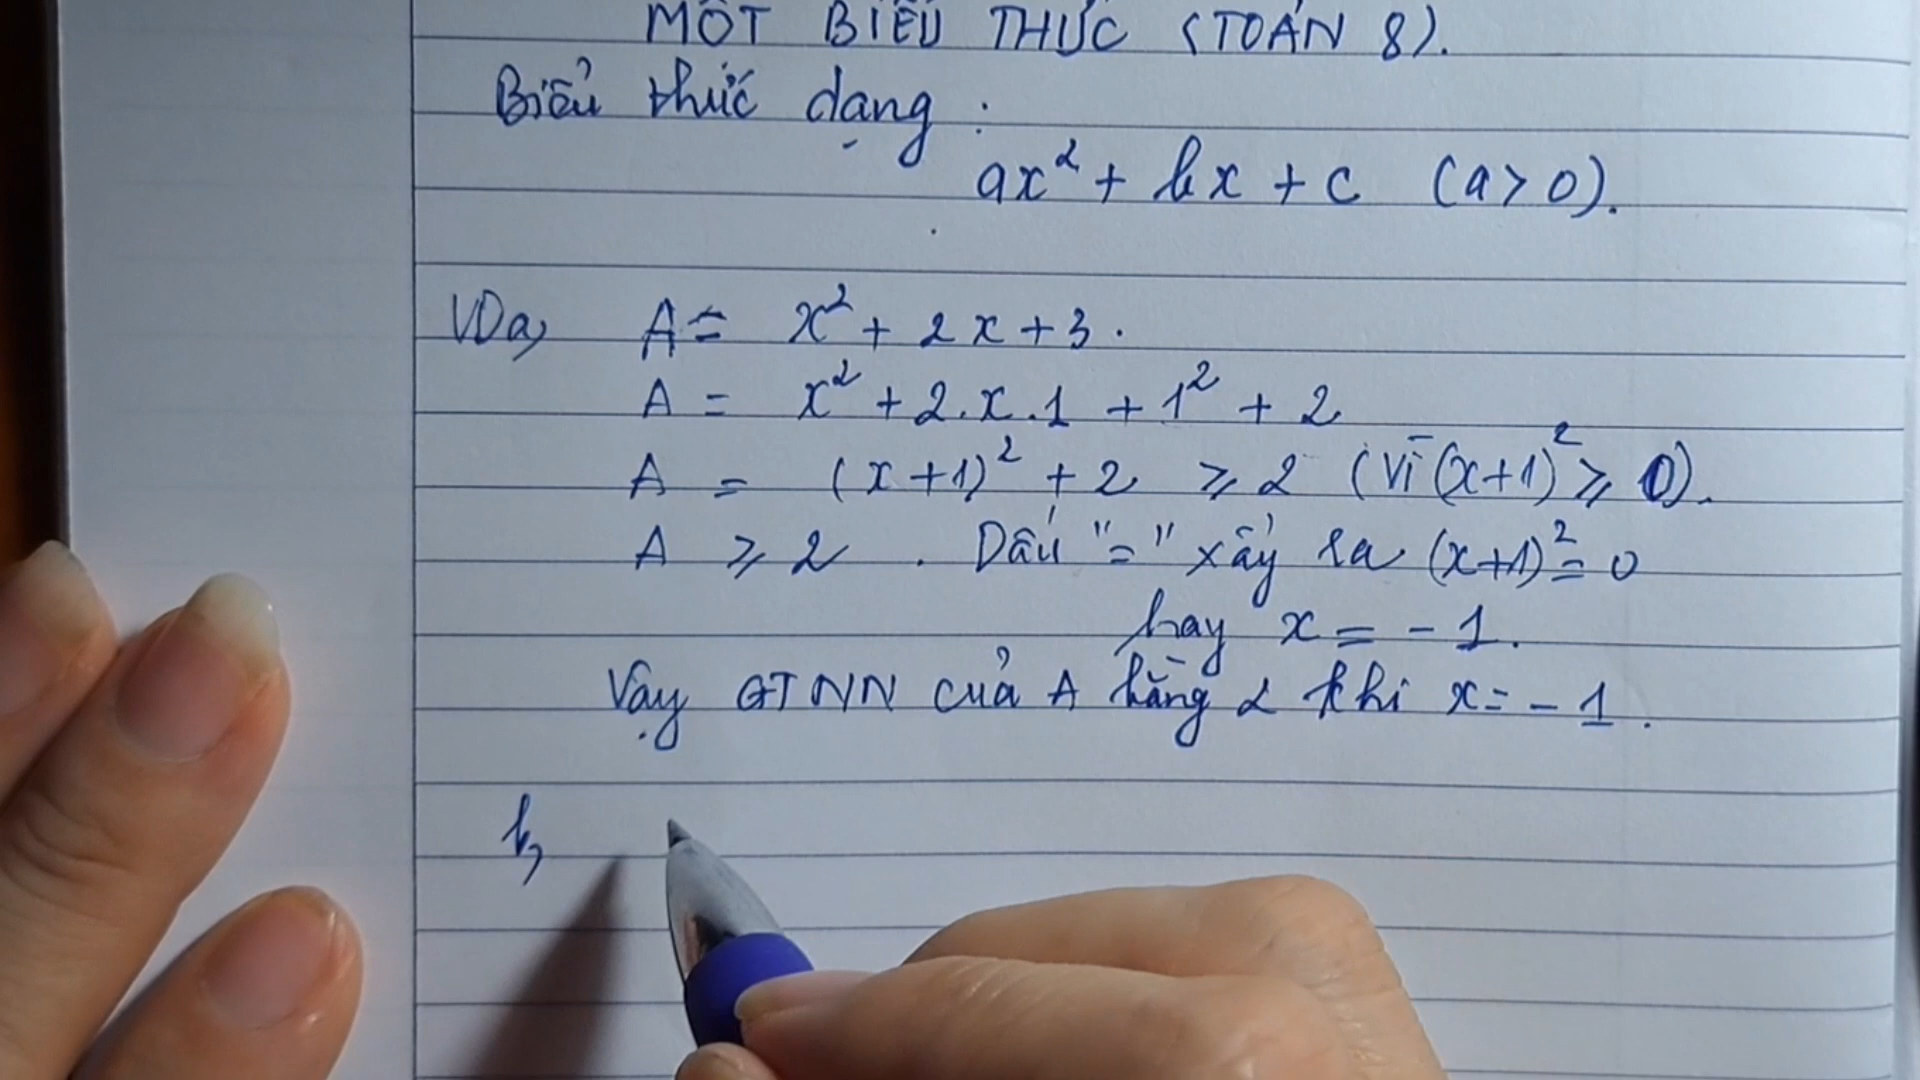 MỘT BIỂU THỨC (TOÁN 8).
Biểu thức dạng :
ax² + bx + c (a > 0).
VD a, A = x² + 2x + 3.
A = x² + 2.x.1 + 1² + 2
A = (x+1)² + 2 ≥ 2 (Vì (x+1)² ≥ 0).
A ≥ 2 . Dấu "=" xảy ra (x+1)² = 0
hay x = -1.
Vậy GTNN của A bằng 2 khi x = -1.
b,